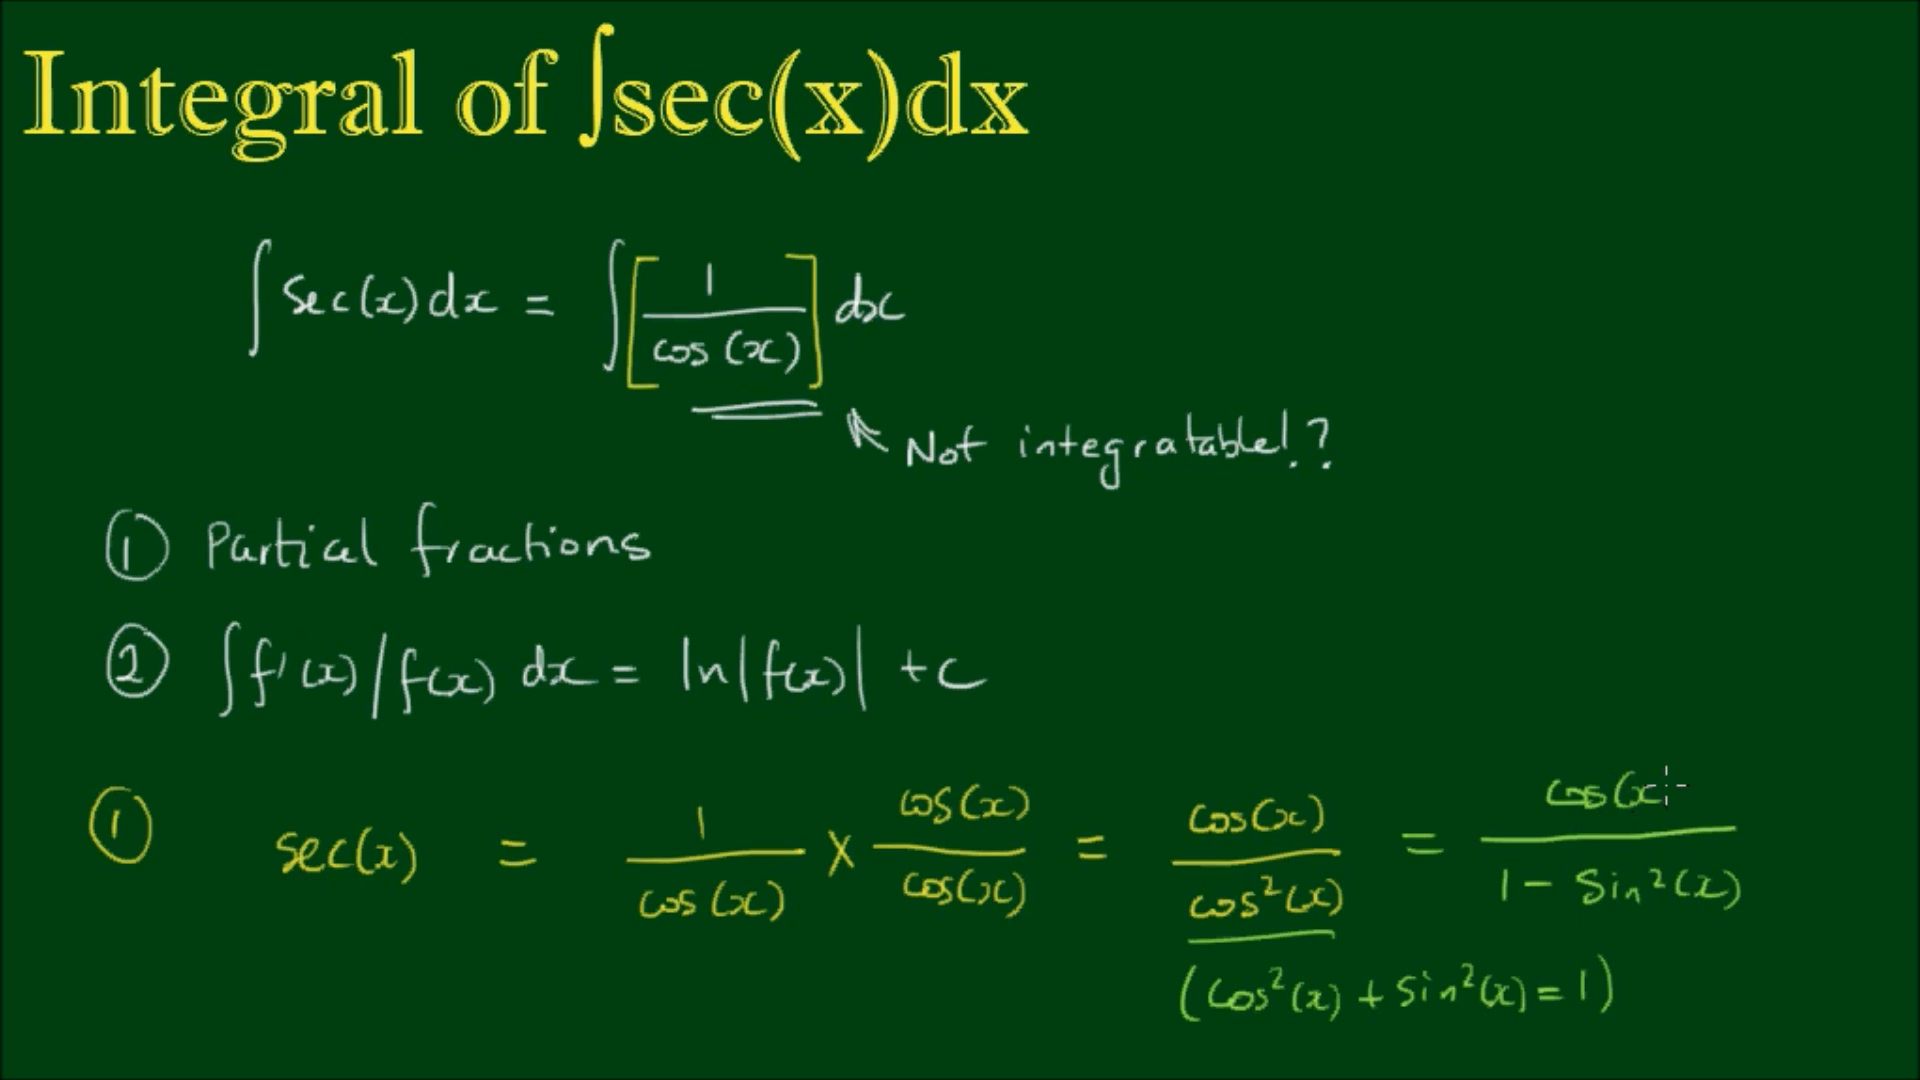 Integral of ∫sec(x)dx
∫ sec(x) dx = ∫ [ 1 / cos(x) ] dx
Not integratable!?
① Partial fractions
② ∫ f'(x) / f(x) dx = ln|f(x)| + c
① sec(x) = 1 / cos(x) × cos(x) / cos(x) = cos(x) / cos²(x) = cos(x / 1 - sin²(x)
(cos²(x) + sin²(x) = 1)